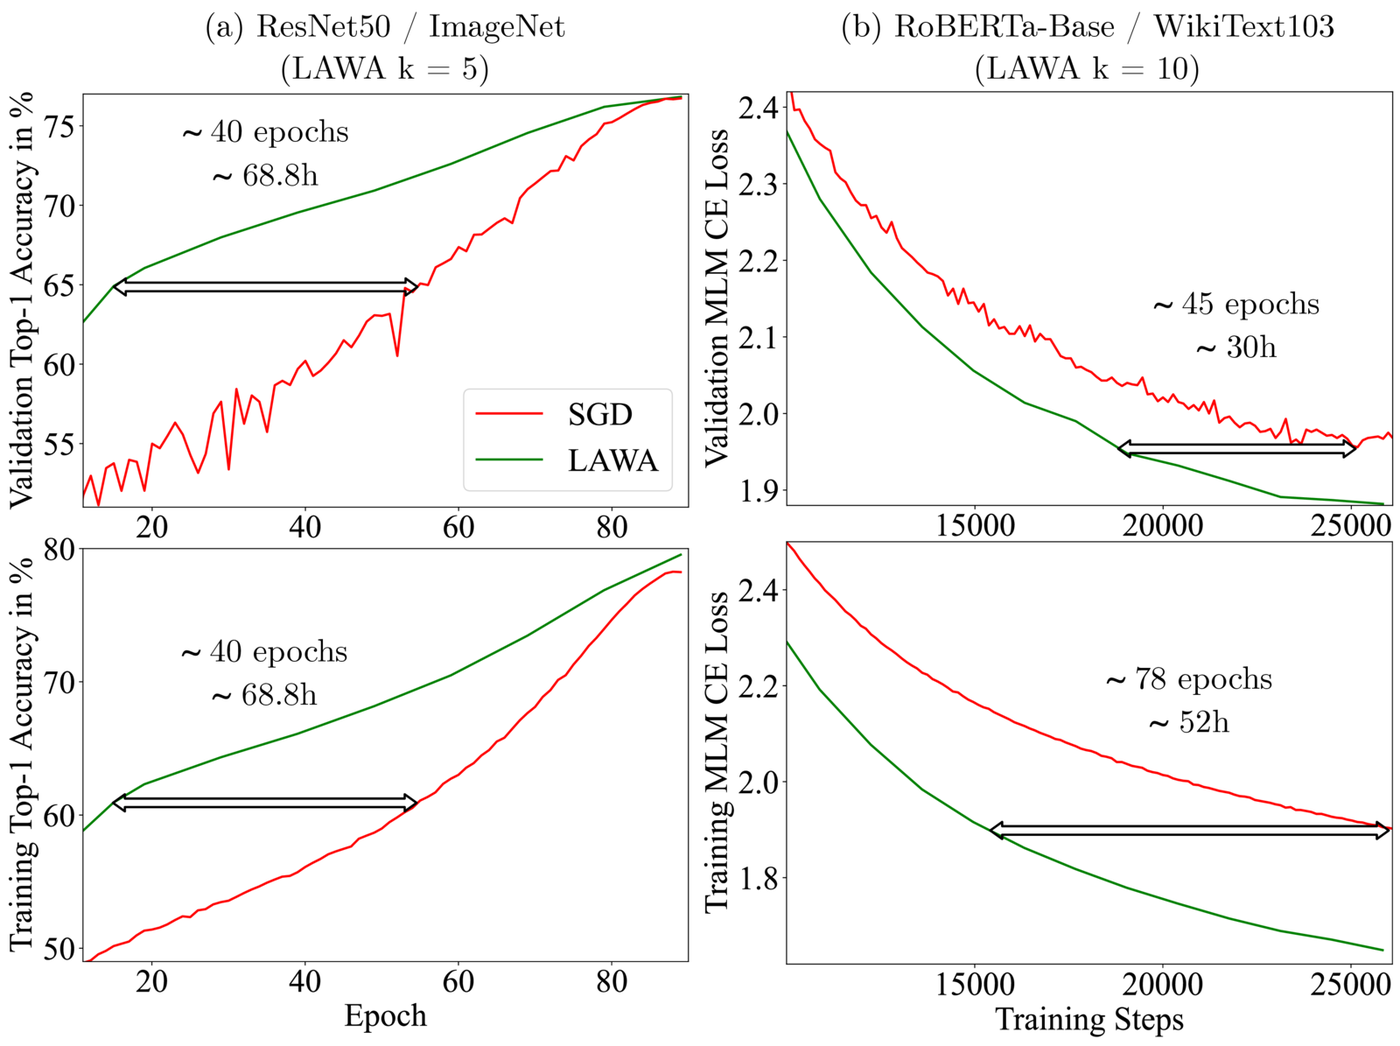 (a) ResNet50 / ImageNet
(LAWA k = 5)
(b) RoBERTa-Base / WikiText103
(LAWA k = 10)
Validation Top-1 Accuracy in %
75
70
65
60
55
~ 40 epochs
~ 68.8h
SGD
LAWA
20
40
60
80
Validation MLM CE Loss
2.4
2.3
2.2
2.1
2.0
1.9
~ 45 epochs
~ 30h
15000
20000
25000
Training Top-1 Accuracy in %
80
70
60
50
~ 40 epochs
~ 68.8h
20
40
60
80
Epoch
Training MLM CE Loss
2.4
2.2
2.0
1.8
~ 78 epochs
~ 52h
15000
20000
25000
Training Steps